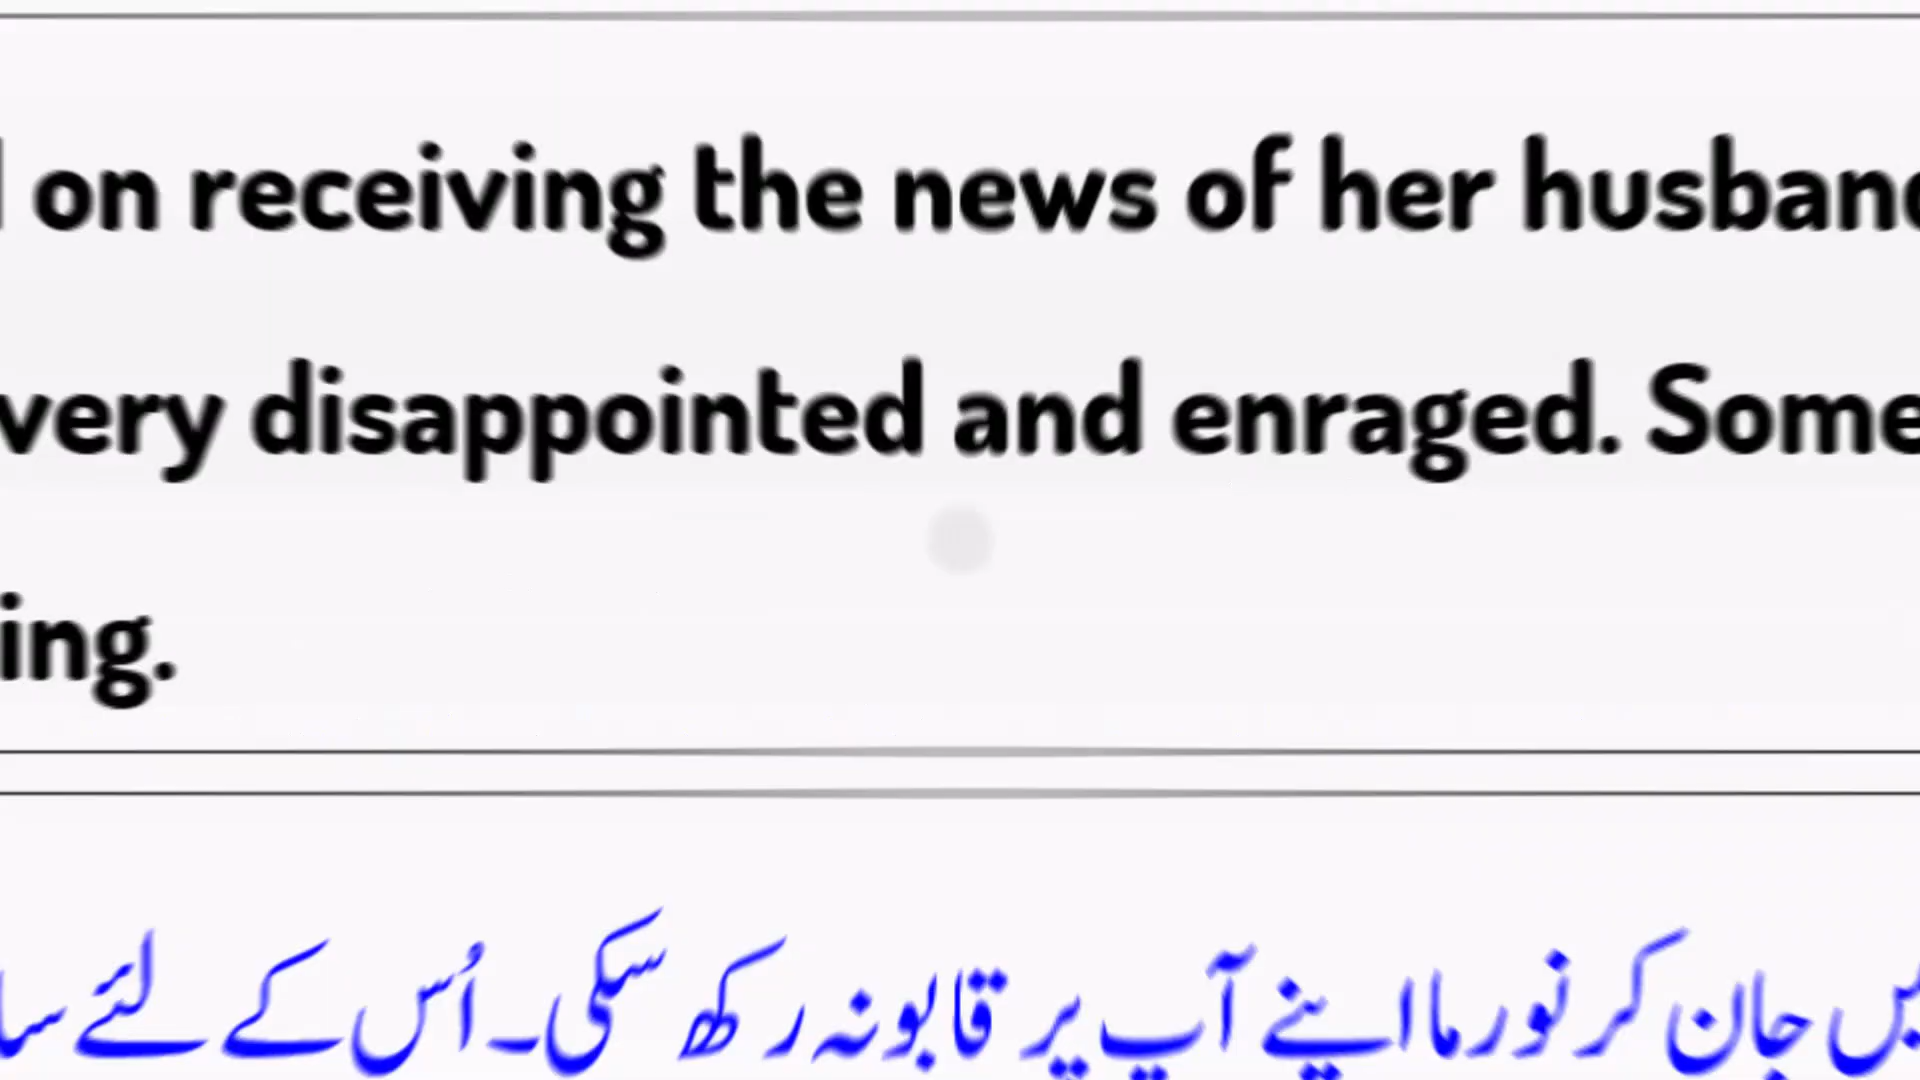 on receiving the news of her husband
very disappointed and enraged. Some
ing.
جان کر نورما اپنے آپ پر قابو نہ رکھ سکی۔ اُس کے لئے سا